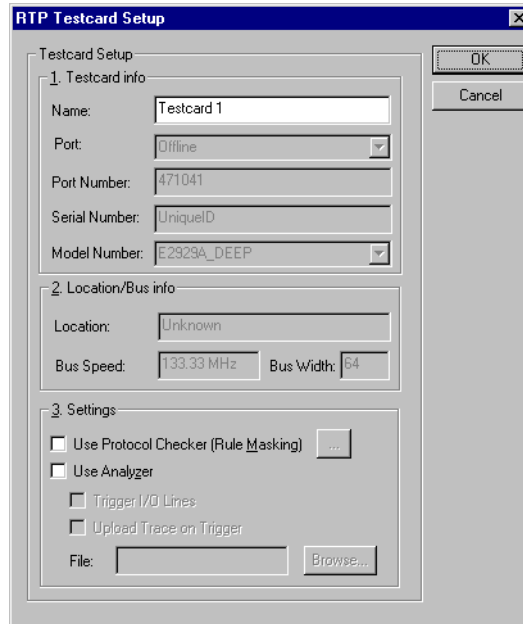 RTP Testcard Setup
OK
Cancel
Testcard Setup
1. Testcard info
Name: Testcard 1
Port: Offline
Port Number: 471041
Serial Number: UniqueID
Model Number: E2929A_DEEP
2. Location/Bus info
Location: Unknown
Bus Speed: 133.33 MHz Bus Width: 64
3. Settings
Use Protocol Checker (Rule Masking) ...
Use Analyzer
Trigger I/O Lines
Upload Trace on Trigger
File: Browse...